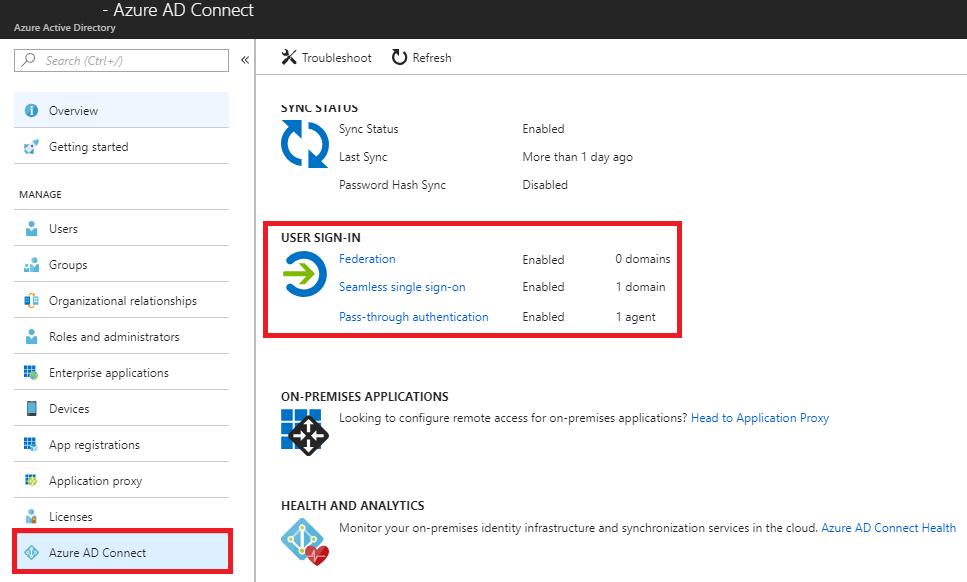 - Azure AD Connect
Azure Active Directory
Search (Ctrl+/)
«
Overview
Getting started
MANAGE
Users
Groups
Organizational relationships
Roles and administrators
Enterprise applications
Devices
App registrations
Application proxy
Licenses
Azure AD Connect
Troubleshoot Refresh
SYNC STATUS
Sync Status Enabled
Last Sync More than 1 day ago
Password Hash Sync Disabled
USER SIGN-IN
Federation Enabled 0 domains
Seamless single sign-on Enabled 1 domain
Pass-through authentication Enabled 1 agent
ON-PREMISES APPLICATIONS
Looking to configure remote access for on-premises applications? Head to Application Proxy
HEALTH AND ANALYTICS
Monitor your on-premises identity infrastructure and synchronization services in the cloud. Azure AD Connect Health